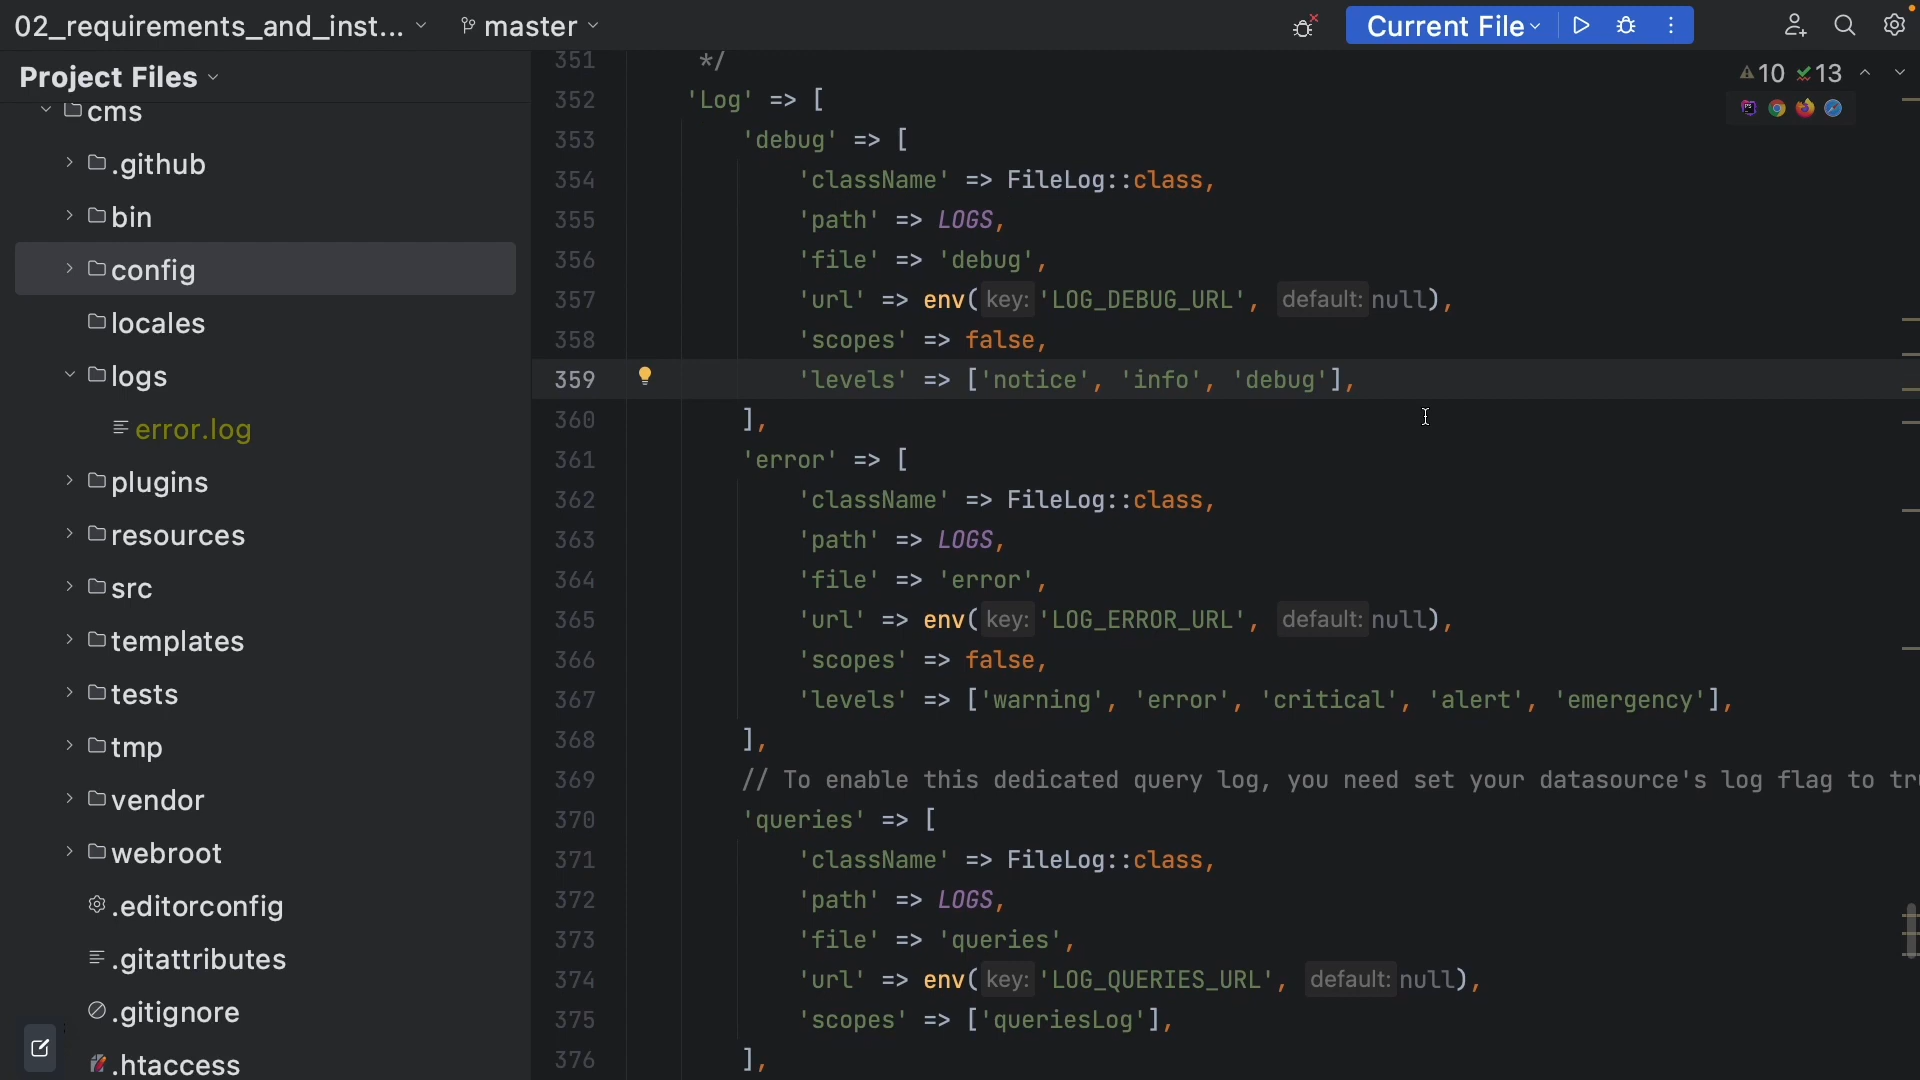 02_requirements_and_inst...
master
Current File
Project Files
cms
.github
bin
config
locales
logs
error.log
plugins
resources
src
templates
tests
tmp
vendor
webroot
.editorconfig
.gitattributes
.gitignore
.htaccess
10 13
351 */
352 'Log' => [
353 'debug' => [
354 'className' => FileLog::class,
355 'path' => LOGS,
356 'file' => 'debug',
357 'url' => env( key: 'LOG_DEBUG_URL', default: null),
358 'scopes' => false,
359 'levels' => ['notice', 'info', 'debug'],
360 ],
361 'error' => [
362 'className' => FileLog::class,
363 'path' => LOGS,
364 'file' => 'error',
365 'url' => env( key: 'LOG_ERROR_URL', default: null),
366 'scopes' => false,
367 'levels' => ['warning', 'error', 'critical', 'alert', 'emergency'],
368 ],
369 // To enable this dedicated query log, you need set your datasource's log flag to tr
370 'queries' => [
371 'className' => FileLog::class,
372 'path' => LOGS,
373 'file' => 'queries',
374 'url' => env( key: 'LOG_QUERIES_URL', default: null),
375 'scopes' => ['queriesLog'],
376 ],